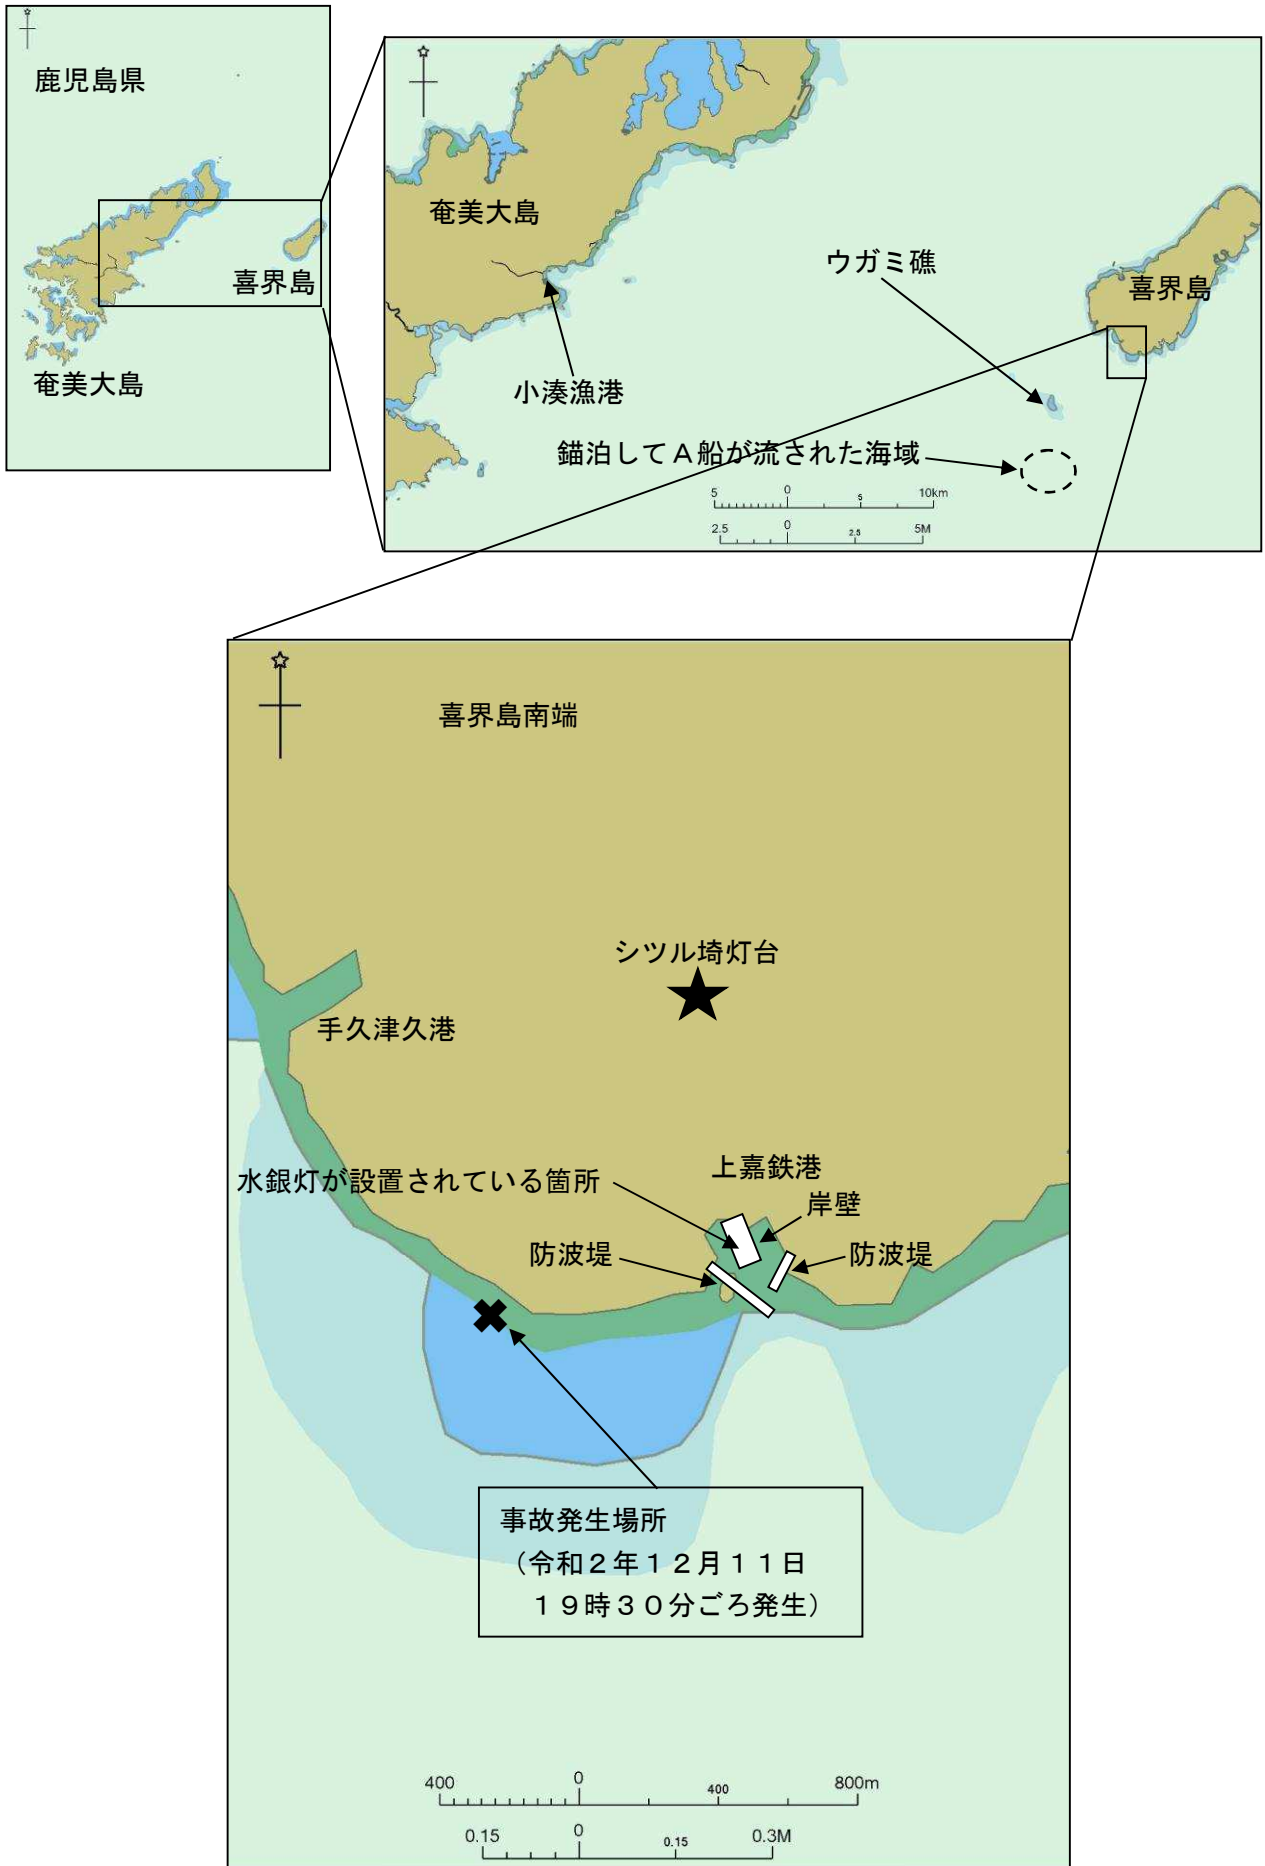 鹿児島県
喜界島
奄美大島
奄美大島
ウガミ礁
喜界島
小湊漁港
錨泊してA船が流された海域
5 0 5 10km
2.5 0 2.5 5M
喜界島南端
シツル埼灯台
手久津久港
上嘉鉄港
水銀灯が設置されている箇所
岸壁
防波堤
防波堤
事故発生場所
（令和２年１２月１１日
１９時３０分ごろ発生）
400 0 400 800m
0.15 0 0.15 0.3M